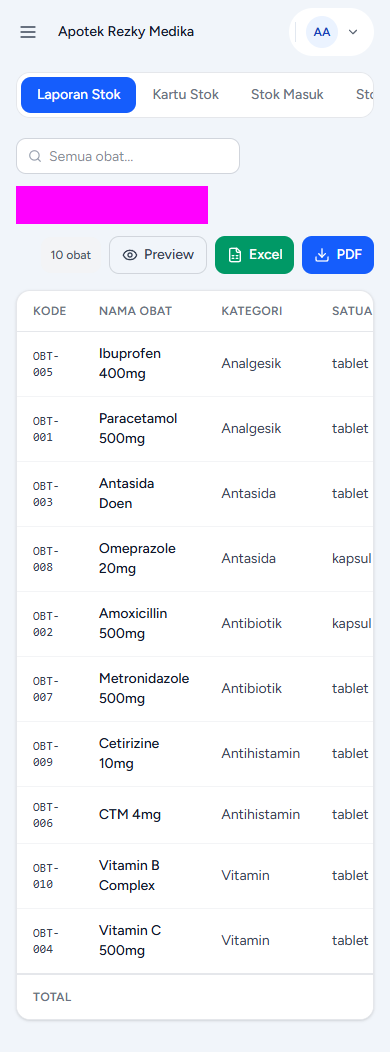 Apotek Rezky Medika
AA
Laporan Stok Kartu Stok Stok Masuk
Semua obat...
10 obat Preview Excel PDF
KODE NAMA OBAT KATEGORI
OBT-005 Ibuprofen 400mg Analgesik tablet
OBT-001 Paracetamol 500mg Analgesik tablet
OBT-003 Antasida Doen Antasida tablet
OBT-008 Omeprazole 20mg Antasida kapsul
OBT-002 Amoxicillin 500mg Antibiotik kapsul
OBT-007 Metronidazole 500mg Antibiotik tablet
OBT-009 Cetirizine 10mg Antihistamin tablet
OBT-006 CTM 4mg Antihistamin tablet
OBT-010 Vitamin B Complex Vitamin tablet
OBT-004 Vitamin C 500mg Vitamin tablet
TOTAL